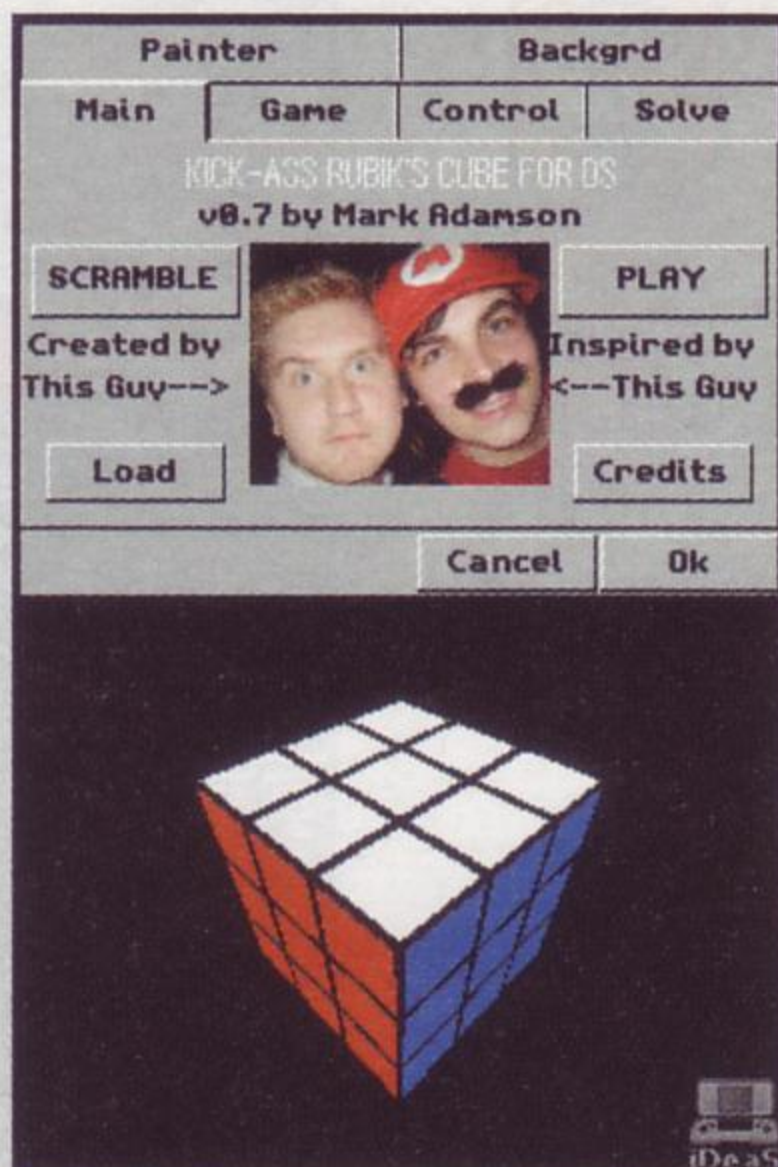 Painter Backgrd
Main Game Control Solve
KICK-ASS RUBIK'S CUBE FOR DS
v0.7 by Mark Adamson
SCRAMBLE PLAY
Created by Inspired by
This Guy--> <--This Guy
Load Credits
Cancel Ok
iDeaS